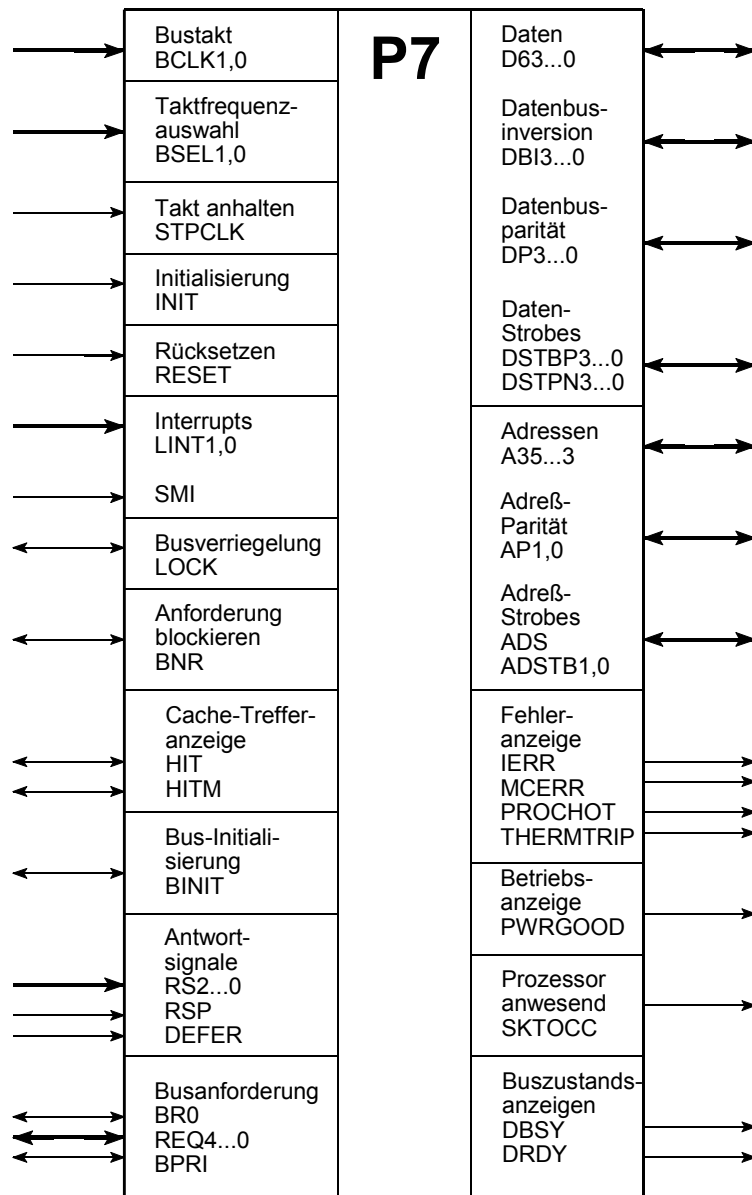 Bustakt
BCLK1,0
Taktfrequenz-
auswahl
BSEL1,0
Takt anhalten
STPCLK
Initialisierung
INIT
Rücksetzen
RESET
Interrupts
LINT1,0
SMI
Busverriegelung
LOCK
Anforderung
blockieren
BNR
Cache-Treffer-
anzeige
HIT
HITM
Bus-Initiali-
sierung
BINIT
Antwort-
signale
RS2...0
RSP
DEFER
Busanforderung
BR0
REQ4...0
BPRI
P7
Daten
D63...0
Datenbus-
inversion
DBI3...0
Datenbus-
parität
DP3...0
Daten-
Strobes
DSTBP3...0
DSTPN3...0
Adressen
A35...3
Adreß-
Parität
AP1,0
Adreß-
Strobes
ADS
ADSTB1,0
Fehler-
anzeige
IERR
MCERR
PROCHOT
THERMTRIP
Betriebs-
anzeige
PWRGOOD
Prozessor
anwesend
SKTOCC
Buszustands-
anzeigen
DBSY
DRDY